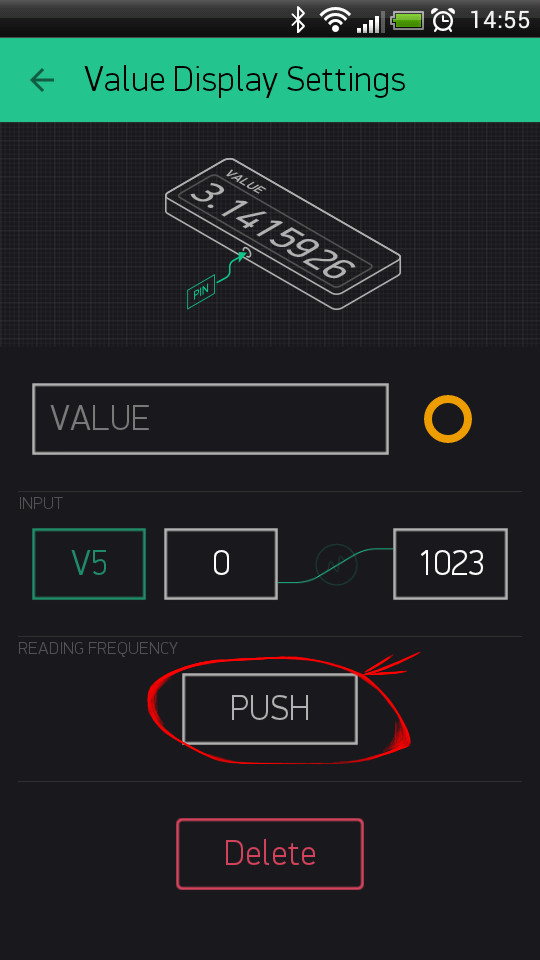 14:55
Value Display Settings
VALUE
3.1415926
PIN
VALUE
INPUT
V5 0 1023
READING FREQUENCY
PUSH
Delete